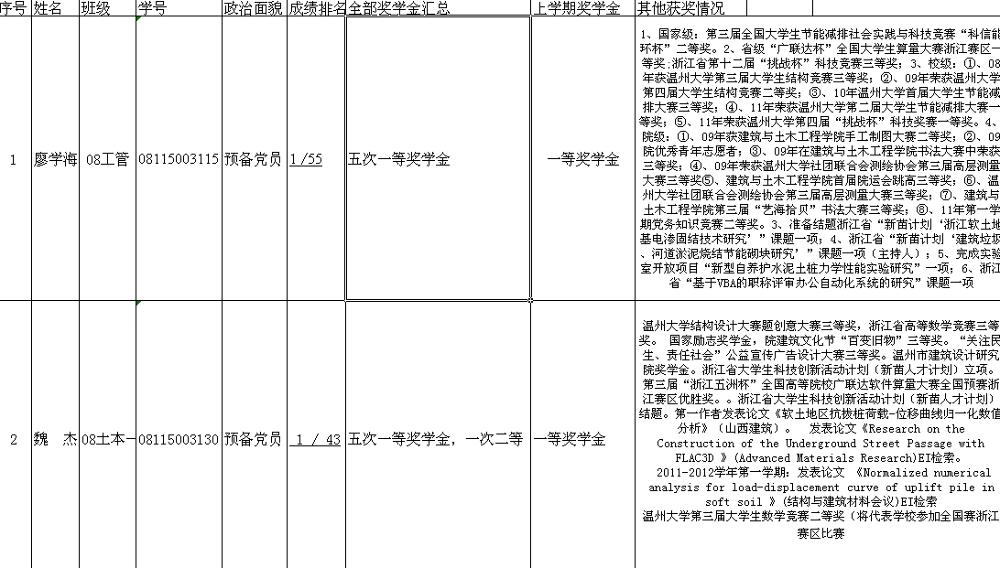 序号 姓名 班级 学号 政治面貌 成绩排名 全部奖学金汇总 上学期奖学金 其他获奖情况
1 廖学海 08工管 08115003115 预备党员 1/55 五次一等奖学金 一等奖学金
1、国家级：第三届全国大学生节能减排社会实践与科技竞赛“科信能
环杯”二等奖。2、省级“广联达杯”全国大学生算量大赛浙江赛区一
等奖;浙江省第十二届“挑战杯”科技竞赛三等奖；3、校级：①、08
年获温州大学第三届大学生结构竞赛三等奖；②、09年荣获温州大学
第四届大学生结构竞赛二等奖；③、10年温州大学首届大学生节能减
排大赛三等奖；④、11年荣获温州大学第二届大学生节能减排大赛一
等奖；⑤、11年荣获温州大学第四届“挑战杯”科技奖赛一等奖。4、
院级：①、09年获建筑与土木工程学院手工制图大赛二等奖；②、09
院优秀青年志愿者；③、09年在建筑与土木工程学院书法大赛中荣获
三等奖；④、09年荣获温州大学社团联合会测绘协会第三届高层测量
大赛三等奖⑤、建筑与土木工程学院首届院运会跳高三等奖；⑥、温
州大学社团联合会测绘协会第三届高层测量大赛三等奖；⑦、建筑与
土木工程学院第三届“艺海拾贝”书法大赛三等奖；⑧、11年第一学
期党务知识竞赛二等奖。3、准备结题浙江省“新苗计划‘浙江软土地
基电渗固结技术研究’”课题一项；4、浙江省“新苗计划‘建筑垃圾
、河道淤泥烧结节能砌块研究’”课题一项（主持人）；5、完成实验
室开放项目“新型自养护水泥土桩力学性能实验研究”一项；6、浙江
省“基于VBA的职称评审办公自动化系统的研究”课题一项
2 魏　杰 08土木一 08115003130 预备党员 1 / 43 五次一等奖学金，一次二等 一等奖学金
温州大学结构设计大赛题创意大赛三等奖，浙江省高等数学竞赛三等
奖。 国家励志奖学金，院建筑文化节“百变旧物”三等奖。“关注民
生、责任社会”公益宣传广告设计大赛三等奖。温州市建筑设计研究
院奖学金。浙江省大学生科技创新活动计划（新苗人才计划）立项。
第三届“浙江五洲杯”全国高等院校广联达软件算量大赛全国预赛浙
江赛区优胜奖。。浙江省大学生科技创新活动计划（新苗人才计划）
结题。第一作者发表论文《软土地区抗拔桩荷载-位移曲线归一化数值
分析》（山西建筑）。 发表论文《Research on the
Construction of the Underground Street Passage with
FLAC3D 》(Advanced Materials Research)EI检索。
2011-2012学年第一学期：发表论文 《Normalized numerical
analysis for load-displacement curve of uplift pile in
soft soil 》(结构与建筑材料会议)EI检索
温州大学第三届大学生数学竞赛二等奖（将代表学校参加全国赛浙江
赛区比赛